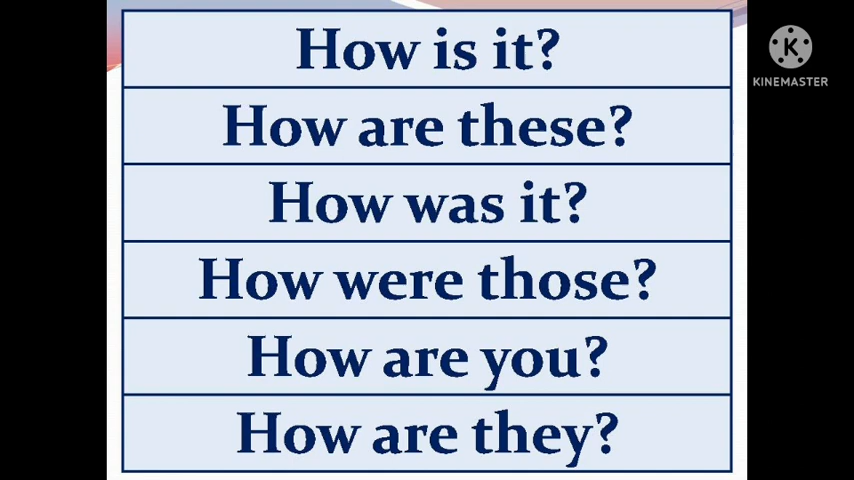 How is it?
KINEMASTER
How are these?
How was it?
How were those?
How are you?
How are they?